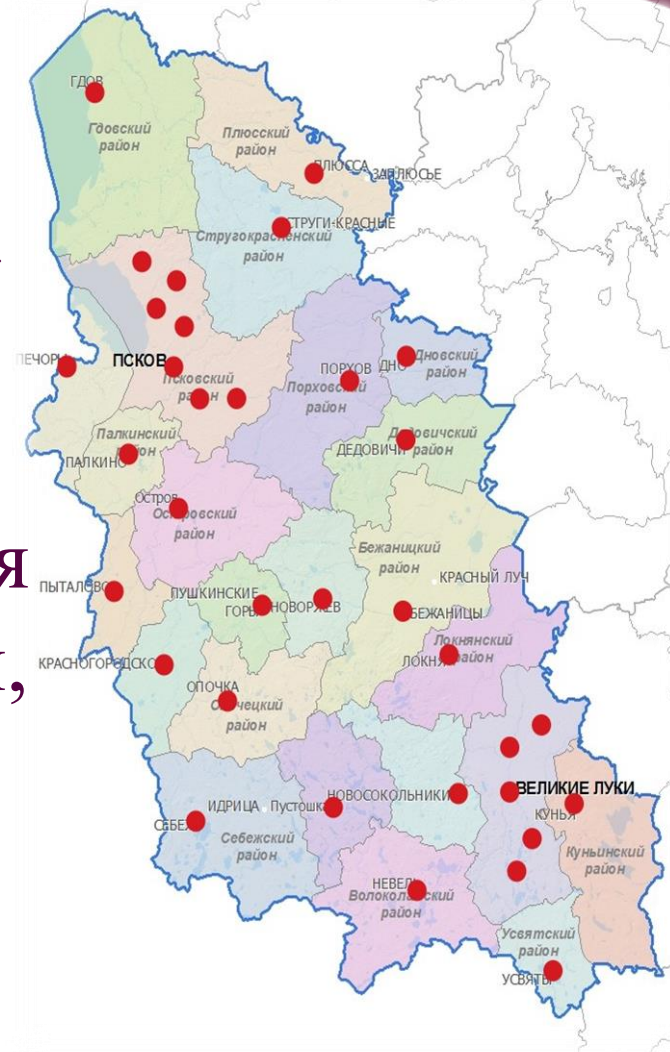 ГДОВ
Гдовский
район
Плюсский
район
ПЛЮССА
ЗАПЛЮСЬЕ
СТРУГИ-КРАСНЫЕ
Стругокрасненский
район
ПЕЧОРЫ
ПСКОВ
Псковский
район
ПОРХОВ
Порховский
район
ДНО
Дновский
район
Палкинский
район
ПАЛКИНО
Дедовичский
район
ДЕДОВИЧИ
Остров
Островский
район
я
Бежаницкий
район
КРАСНЫЙ ЛУЧ
ПЫТАЛОВО
ПУШКИНСКИЕ
ГОРЫ
НОВОРЖЕВ
БЕЖАНИЦЫ
Локнянский
район
ЛОКНЯ
КРАСНОГОРОДСКОЕ
ОПОЧКА
Опочецкий
район
ВЕЛИКИЕ ЛУКИ
КУНЬЯ
НОВОСОКОЛЬНИКИ
ИДРИЦА
Пустошка
СЕБЕЖ
Себежский
район
Куньинский
район
НЕВЕЛЬ
Волоколамский
район
Усвятский
район
УСВЯТЫ